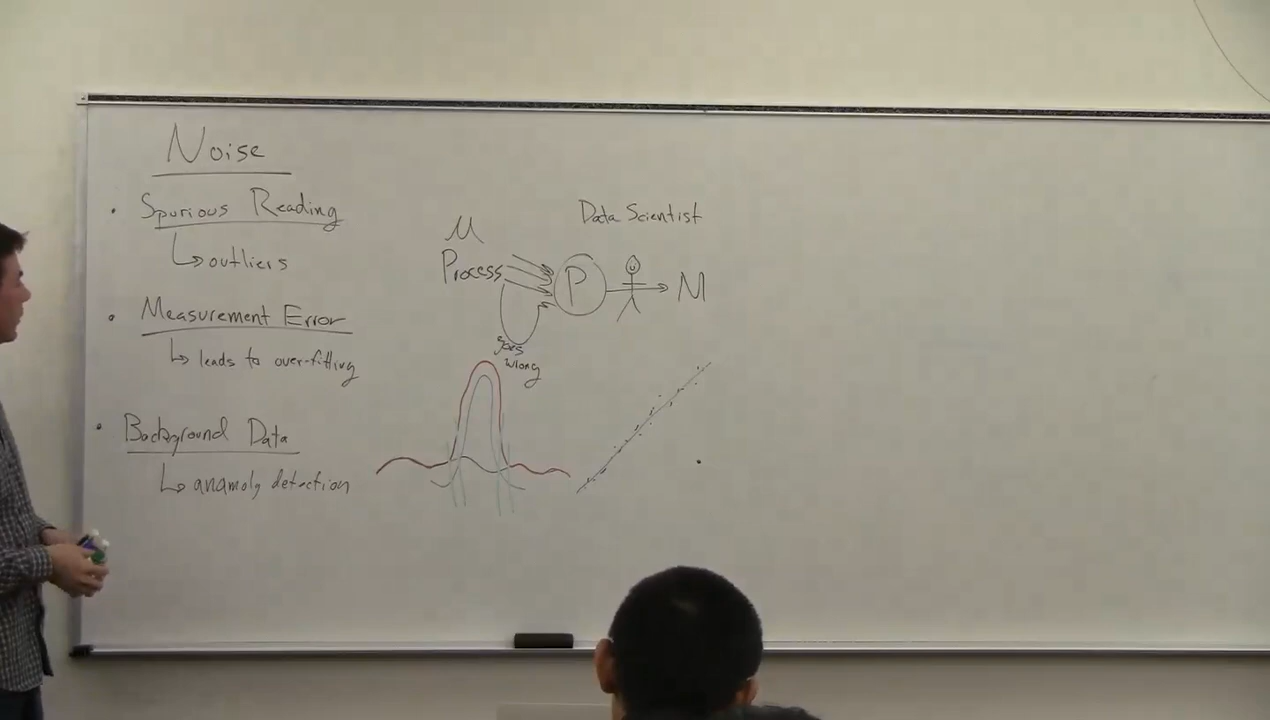 Noise
• Spurious Reading
↳ outliers
• Measurement Error
↳ leads to over-fitting
• Background Data
↳ anamoly detection
Data Scientist
μ
Process
P
M
goes
wrong